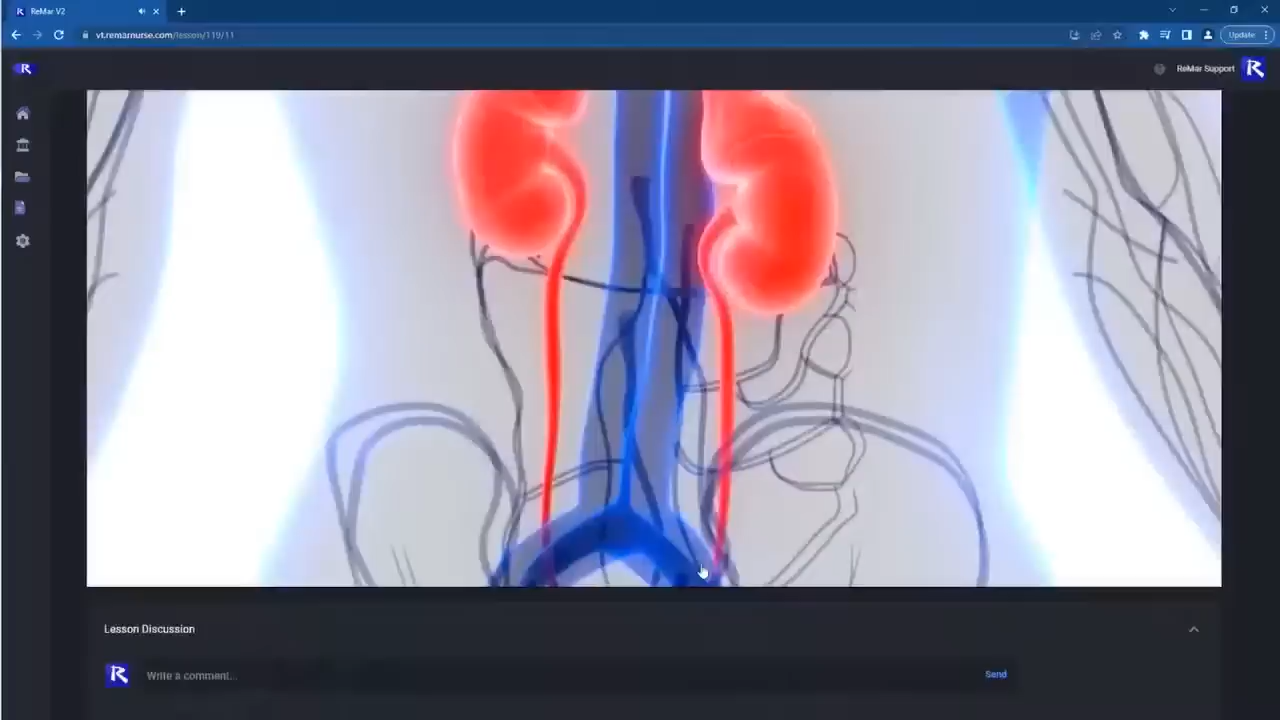 ReMar V2
vt.remarnurse.com/lesson/119/11
Update
R
ReMar Support
R
Lesson Discussion
R
Write a comment...
Send